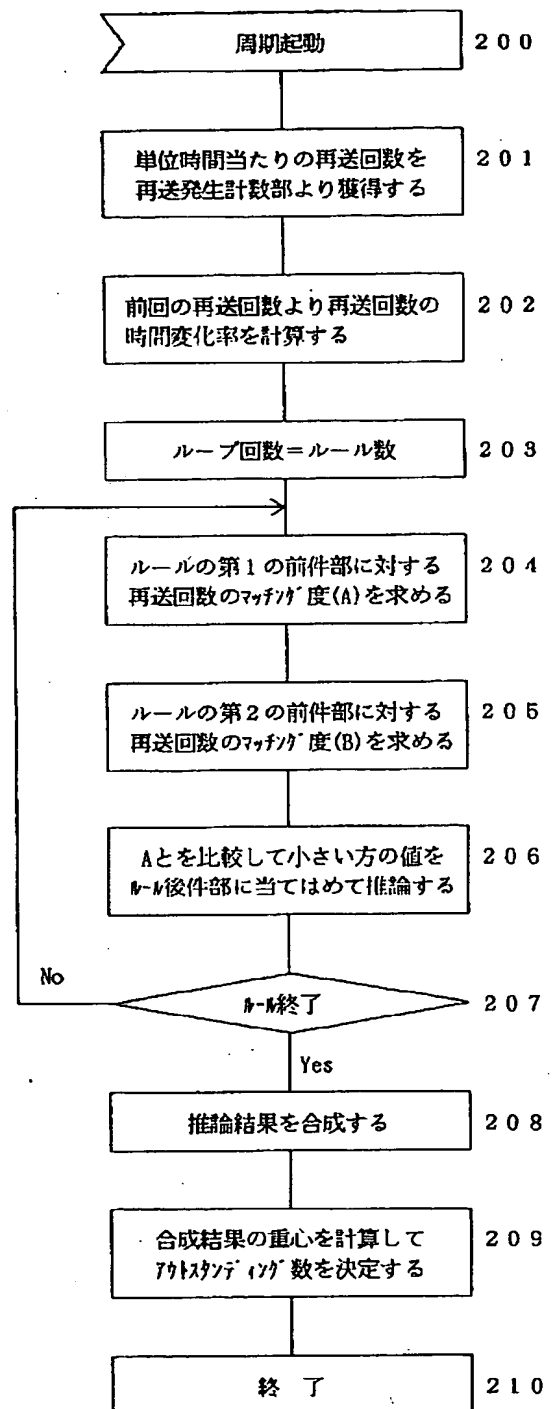 周期起動 200
単位時間当たりの再送回数を 201
再送発生計数部より獲得する
前回の再送回数より再送回数の 202
時間変化率を計算する
ループ回数=ルール数 203
ルールの第1の前件部に対する 204
再送回数のマッチング度(A)を求める
ルールの第2の前件部に対する 205
再送回数のマッチング度(B)を求める
Aとを比較して小さい方の値を 206
ルール後件部に当てはめて推論する
No
ルール終了 207
Yes
推論結果を合成する 208
合成結果の重心を計算して 209
アウトスタンディング数を決定する
終 了 210